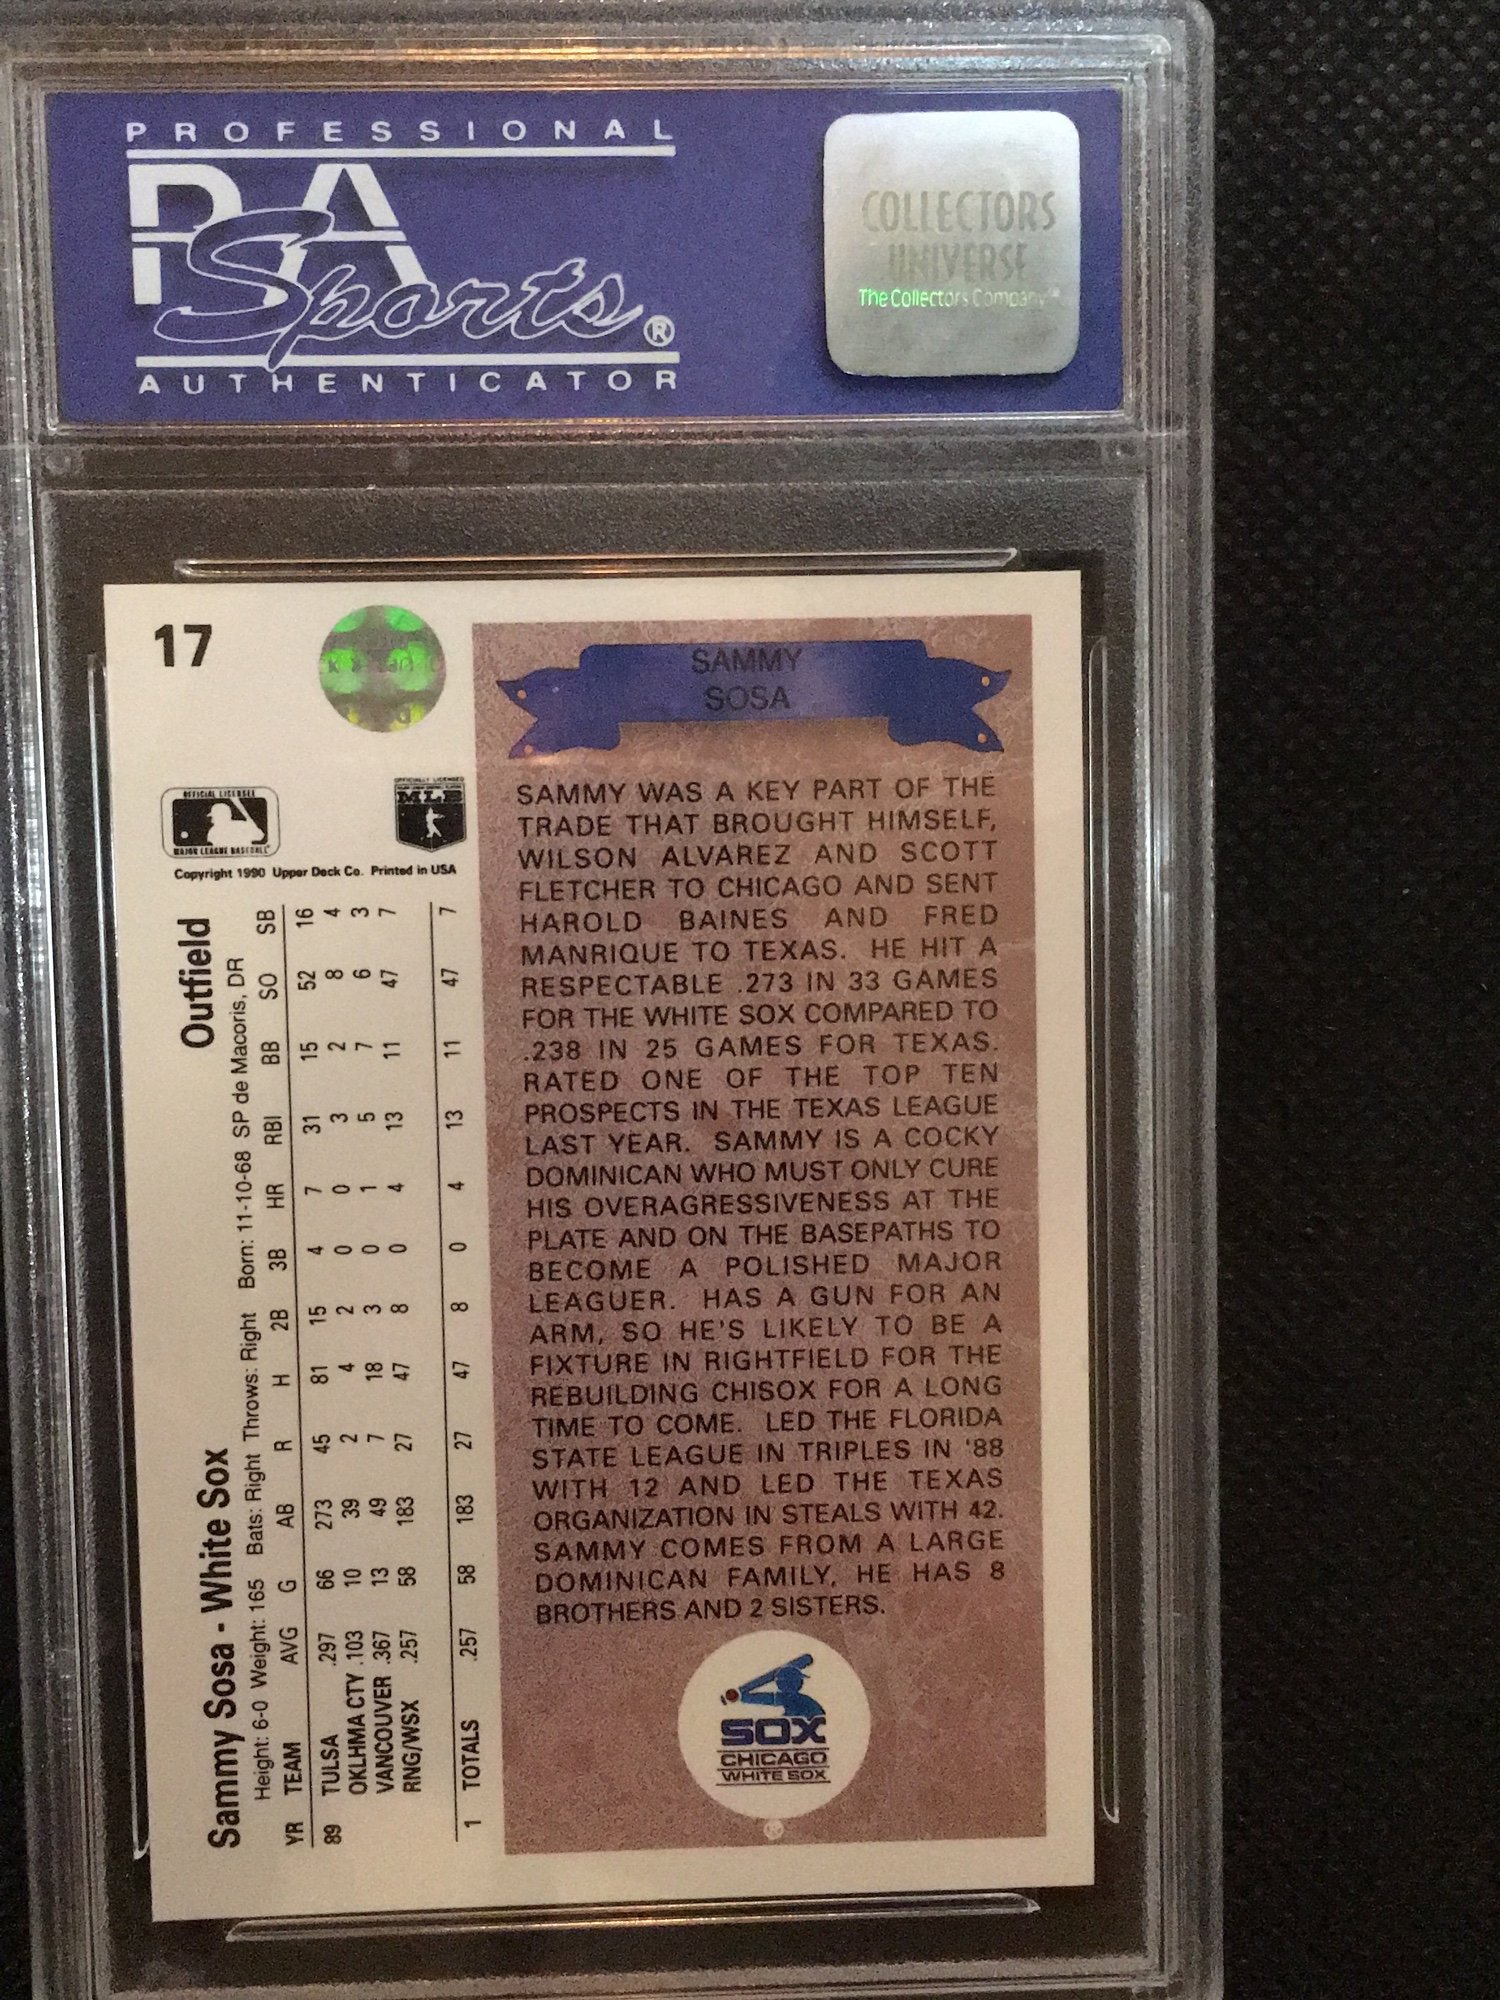 PROFESSIONAL
PSA
Sports®
AUTHENTICATOR
COLLECTORS
UNIVERSE
The Collectors Company
17
OFFICIAL LICENSEE
MAJOR LEAGUE BASEBALL
OFFICIALLY LICENSED
MLB
Copyright 1990 Upper Deck Co. Printed in USA
Sammy Sosa - White Sox Outfield
Height: 6-0 Weight: 165 Bats: Right Throws: Right Born: 11-10-68 SP de Macoris, DR
YR TEAM AVG G AB R H 2B 3B HR RBI BB SO SB
89 TULSA .297 66 273 45 81 15 4 7 31 15 52 16
OKLHMA CTY .103 10 39 2 4 2 0 0 3 2 8 4
VANCOUVER .367 13 49 7 18 3 0 1 5 7 6 3
RNG/WSX .257 58 183 27 47 8 0 4 13 11 47 7
1 TOTALS .257 58 183 27 47 8 0 4 13 11 47 7
SAMMY
SOSA
SAMMY WAS A KEY PART OF THE
TRADE THAT BROUGHT HIMSELF,
WILSON ALVAREZ AND SCOTT
FLETCHER TO CHICAGO AND SENT
HAROLD BAINES AND FRED
MANRIQUE TO TEXAS. HE HIT A
RESPECTABLE .273 IN 33 GAMES
FOR THE WHITE SOX COMPARED TO
.238 IN 25 GAMES FOR TEXAS.
RATED ONE OF THE TOP TEN
PROSPECTS IN THE TEXAS LEAGUE
LAST YEAR. SAMMY IS A COCKY
DOMINICAN WHO MUST ONLY CURE
HIS OVERAGRESSIVENESS AT THE
PLATE AND ON THE BASEPATHS TO
BECOME A POLISHED MAJOR
LEAGUER. HAS A GUN FOR AN
ARM, SO HE'S LIKELY TO BE A
FIXTURE IN RIGHTFIELD FOR THE
REBUILDING CHISOX FOR A LONG
TIME TO COME. LED THE FLORIDA
STATE LEAGUE IN TRIPLES IN '88
WITH 12 AND LED THE TEXAS
ORGANIZATION IN STEALS WITH 42.
SAMMY COMES FROM A LARGE
DOMINICAN FAMILY, HE HAS 8
BROTHERS AND 2 SISTERS.
SOX
CHICAGO
WHITE SOX